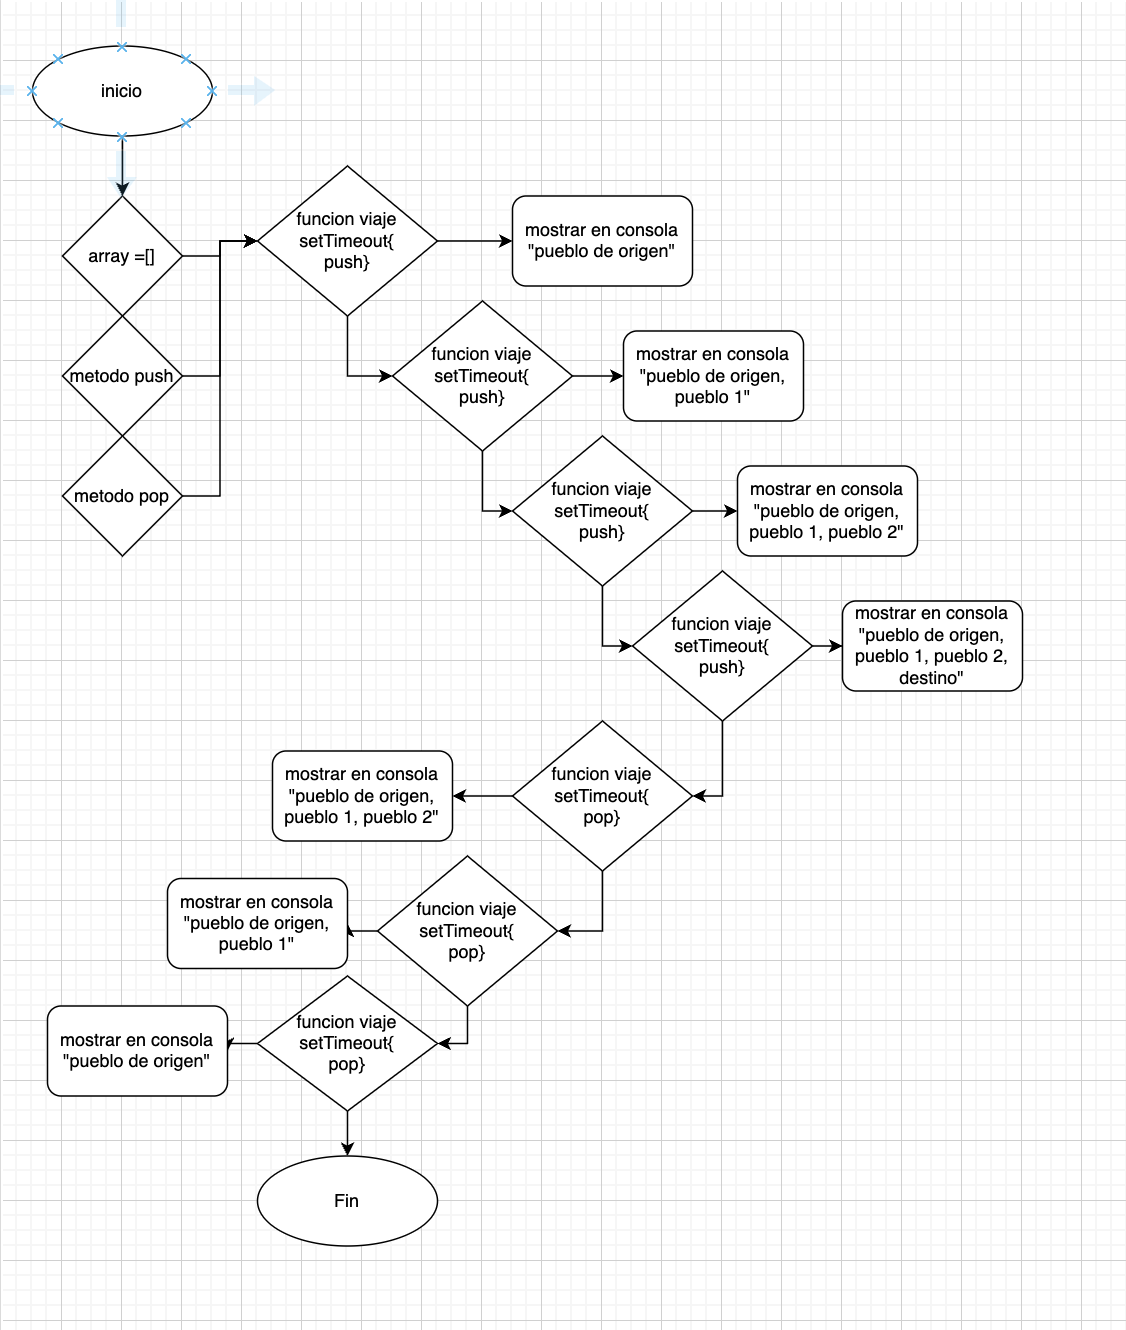 inicio
array =[]
metodo push
metodo pop
funcion viaje
setTimeout{
push}
mostrar en consola
"pueblo de origen"
funcion viaje
setTimeout{
push}
mostrar en consola
"pueblo de origen,
pueblo 1"
funcion viaje
setTimeout{
push}
mostrar en consola
"pueblo de origen,
pueblo 1, pueblo 2"
funcion viaje
setTimeout{
push}
mostrar en consola
"pueblo de origen,
pueblo 1, pueblo 2,
destino"
funcion viaje
setTimeout{
pop}
mostrar en consola
"pueblo de origen,
pueblo 1, pueblo 2"
funcion viaje
setTimeout{
pop}
mostrar en consola
"pueblo de origen,
pueblo 1"
funcion viaje
setTimeout{
pop}
mostrar en consola
"pueblo de origen"
Fin